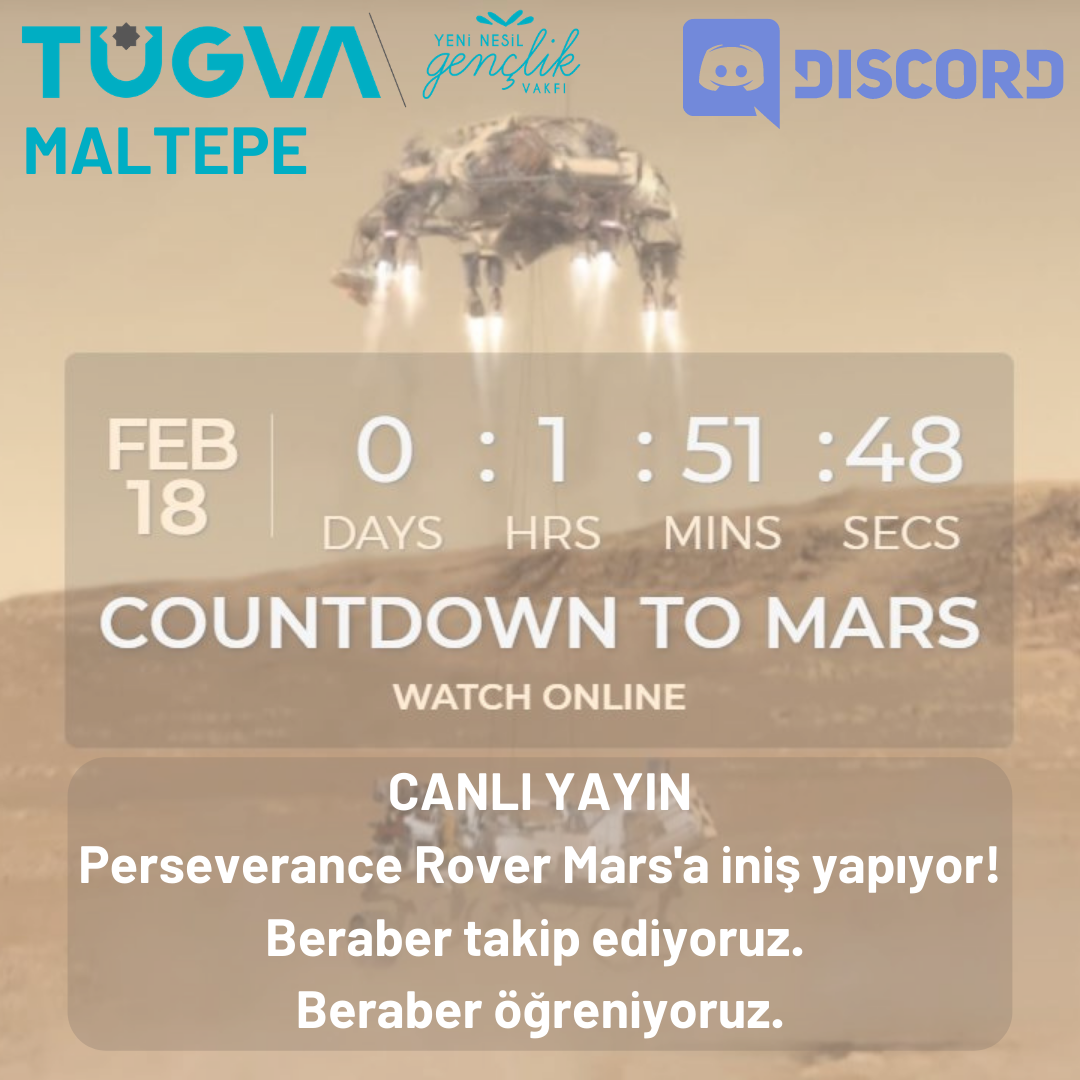 TÜGVA
YENİ NESİL
gençlik
VAKFI
DISCORD
MALTEPE
FEB
18
0 : 1 : 51 : 48
DAYS HRS MINS SECS
COUNTDOWN TO MARS
WATCH ONLINE
CANLI YAYIN
Perseverance Rover Mars'a iniş yapıyor!
Beraber takip ediyoruz.
Beraber öğreniyoruz.